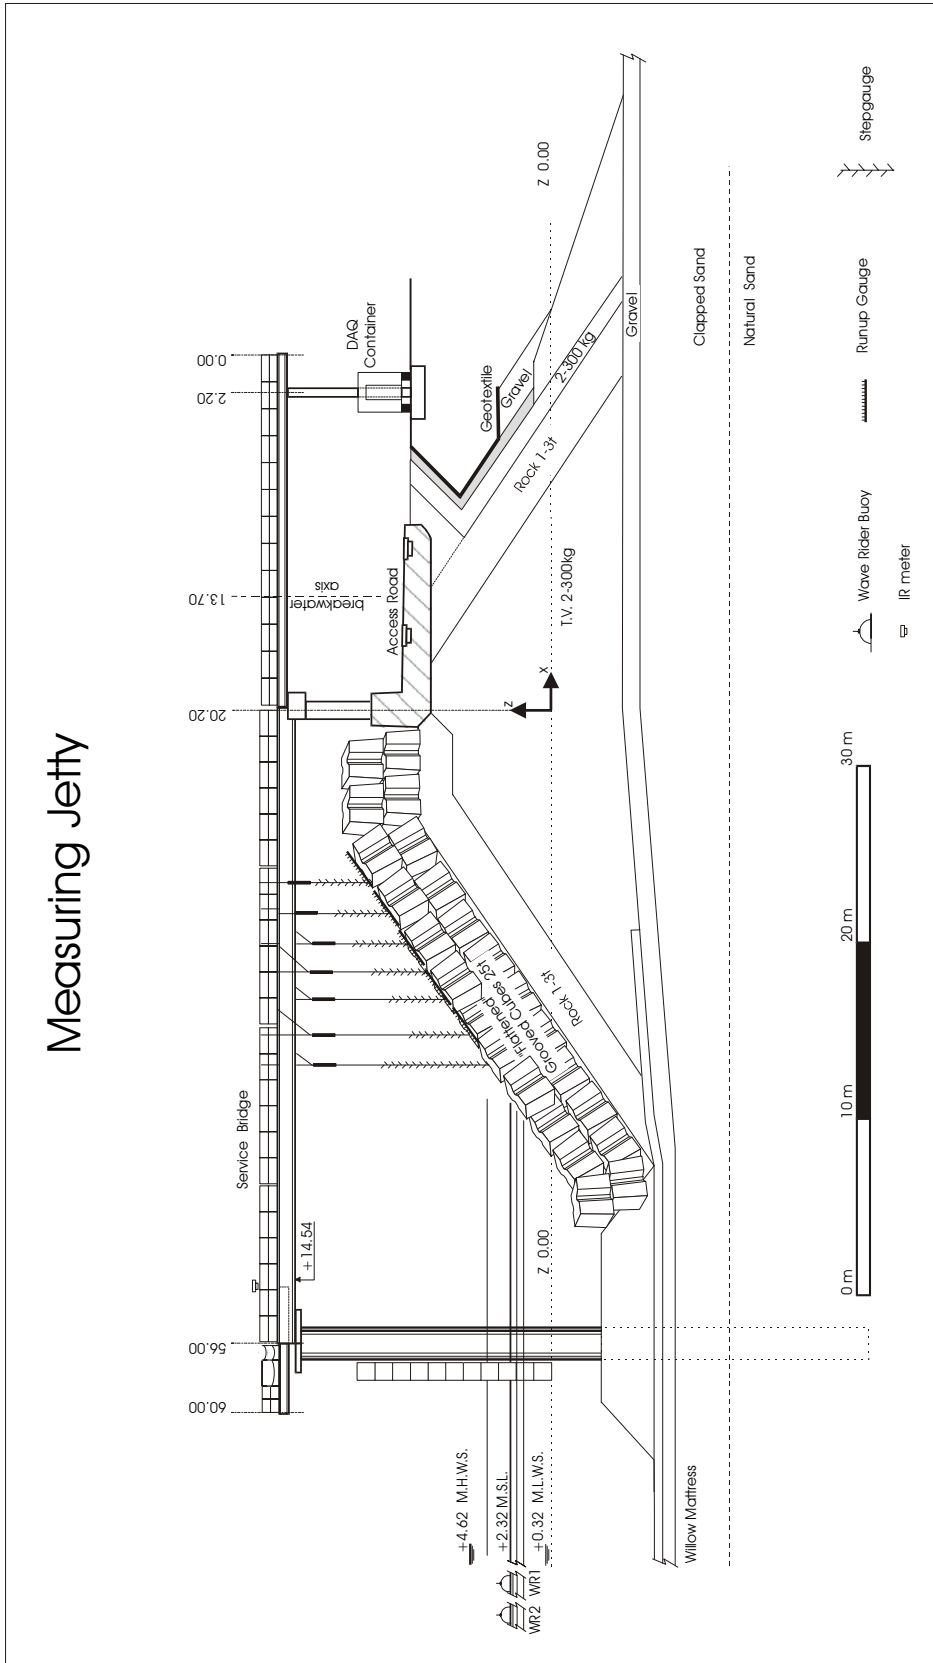 Measuring Jetty
60.00
56.00
20.20
13.70
2.20
0.00
Service Bridge
+14.54
breakwater
axis
DAQ
Container
Access Road
Geotextile
Gravel
2-300 kg
Rock 1-3t
Z 0.00
T.V. 2-300kg
z
x
"Flattened"
Grooved Cubes 25t
Rock 1-3t
Z 0.00
+4.62 M.H.W.S.
+2.32 M.S.L.
+0.32 M.L.W.S.
WR2
WR1
Gravel
Willow Mattress
Clapped Sand
Natural Sand
0 m
10 m
20 m
30 m
Wave Rider Buoy
IR meter
Runup Gauge
Stepgauge